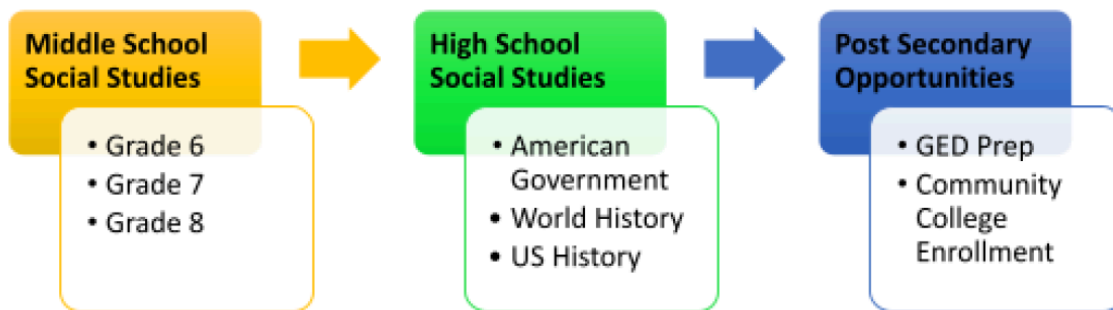 Middle School
Social Studies
• Grade 6
• Grade 7
• Grade 8
High School
Social Studies
• American
Government
• World History
• US History
Post Secondary
Opportunities
• GED Prep
• Community
College
Enrollment